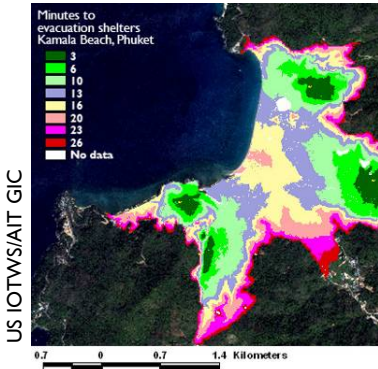 Minutes to
evacuation shelters
Kamala Beach, Phuket
3
6
10
13
16
20
23
26
No data
US IOTWS/AIT GIC
0.7 0 0.7 1.4 Kilometers